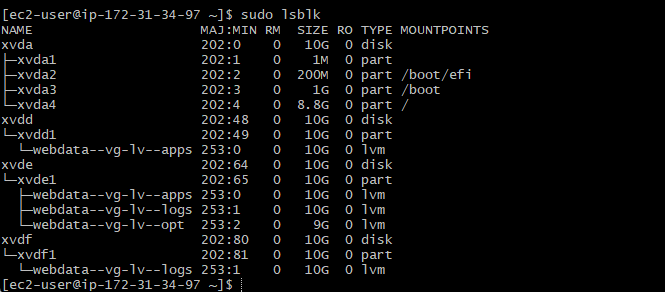 [ec2-user@ip-172-31-34-97 ~]$ sudo lsblk
NAME                      MAJ:MIN RM  SIZE RO TYPE MOUNTPOINTS
xvda                      202:0    0   10G  0 disk
├─xvda1                   202:1    0    1M  0 part
├─xvda2                   202:2    0  200M  0 part /boot/efi
├─xvda3                   202:3    0    1G  0 part /boot
└─xvda4                   202:4    0  8.8G  0 part /
xvdd                      202:48   0   10G  0 disk
└─xvdd1                   202:49   0   10G  0 part
  └─webdata--vg-lv--apps 253:0    0   10G  0 lvm
xvde                      202:64   0   10G  0 disk
└─xvde1                   202:65   0   10G  0 part
  ├─webdata--vg-lv--apps 253:0    0   10G  0 lvm
  ├─webdata--vg-lv--logs 253:1    0   10G  0 lvm
  └─webdata--vg-lv--opt  253:2    0    9G  0 lvm
xvdf                      202:80   0   10G  0 disk
└─xvdf1                   202:81   0   10G  0 part
  └─webdata--vg-lv--logs 253:1    0   10G  0 lvm
[ec2-user@ip-172-31-34-97 ~]$